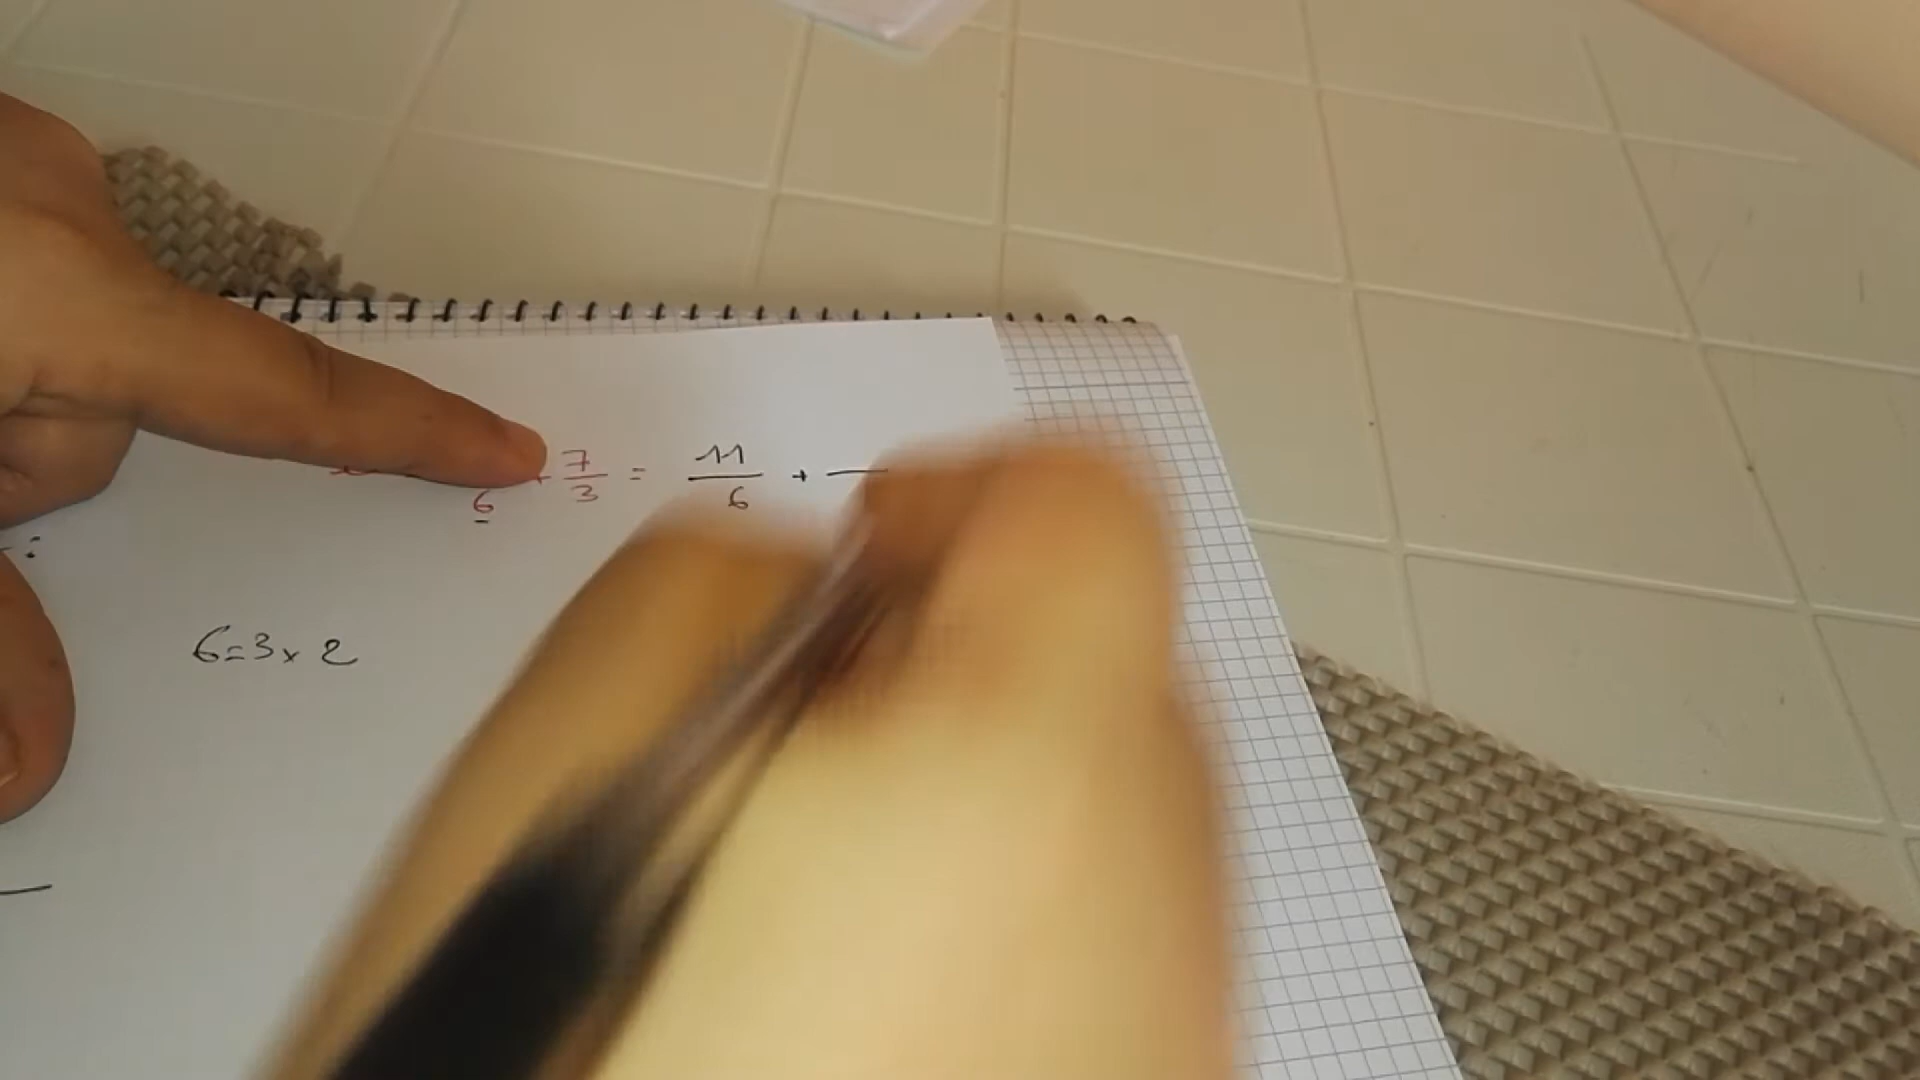 /6 + 7/3 = 11/6 +
6=3x2